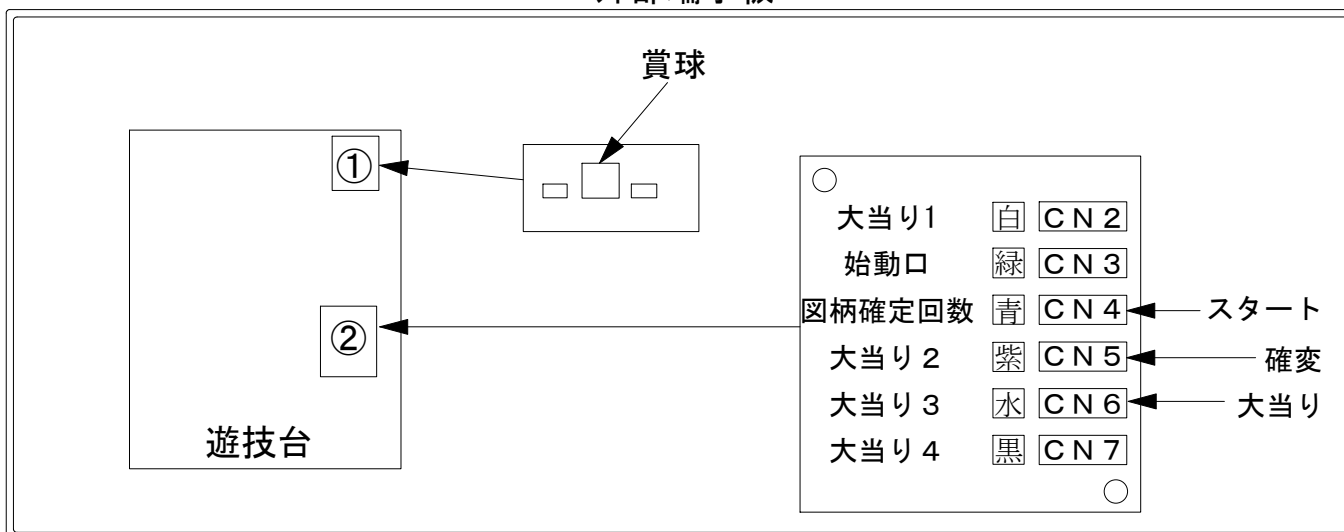 賞球
①
②
遊技台
大当り1 白 CN2
始動口 緑 CN3
図柄確定回数 青 CN4 スタート
大当り2 紫 CN5 確変
大当り3 水 CN6 大当り
大当り4 黒 CN7